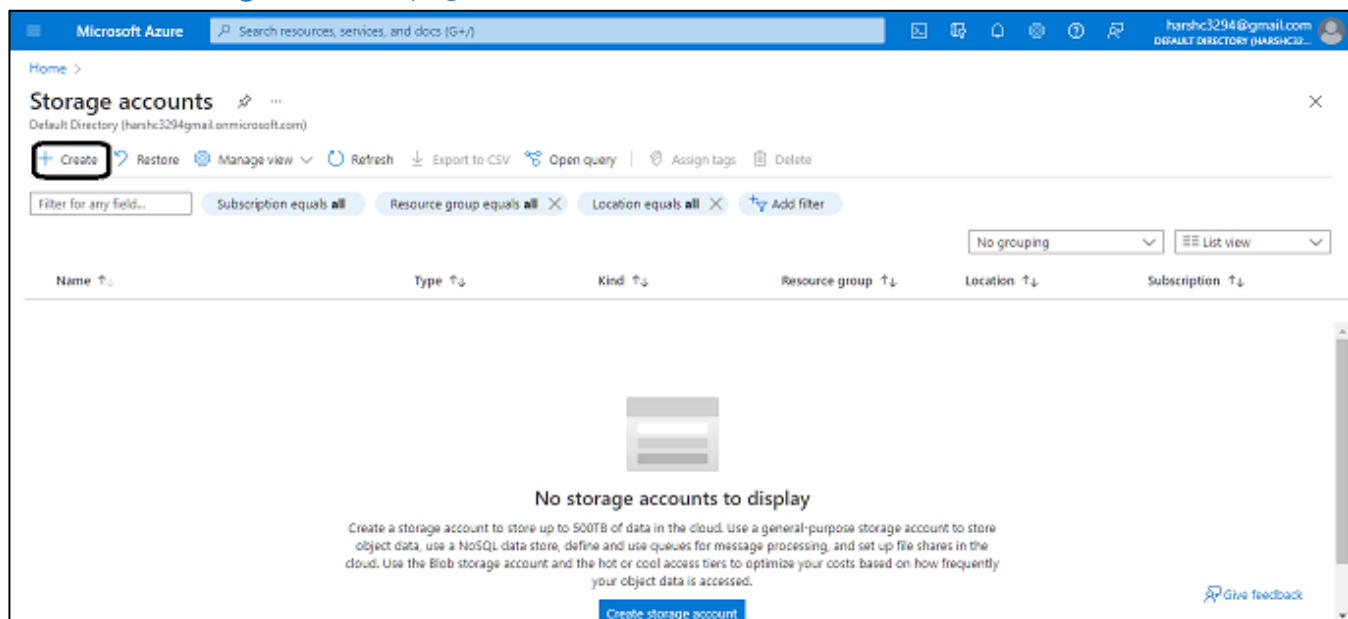 Microsoft Azure
Search resources, services, and docs (G+/)
harshc3294@gmail.com
DEFAULT DIRECTORY (HARSHC32...
Home >
Storage accounts ...
Default Directory (harshc3294gmail.onmicrosoft.com)
+ Create Restore Manage view Refresh Export to CSV Open query Assign tags Delete
Filter for any field... Subscription equals all Resource group equals all Location equals all Add filter
No grouping List view
Name Type Kind Resource group Location Subscription
No storage accounts to display
Create a storage account to store up to 500TB of data in the cloud. Use a general-purpose storage account to store
object data, use a NoSQL data store, define and use queues for message processing, and set up file shares in the
cloud. Use the Blob storage account and the hot or cool access tiers to optimize your costs based on how frequently
your object data is accessed.
Give feedback
Create storage account